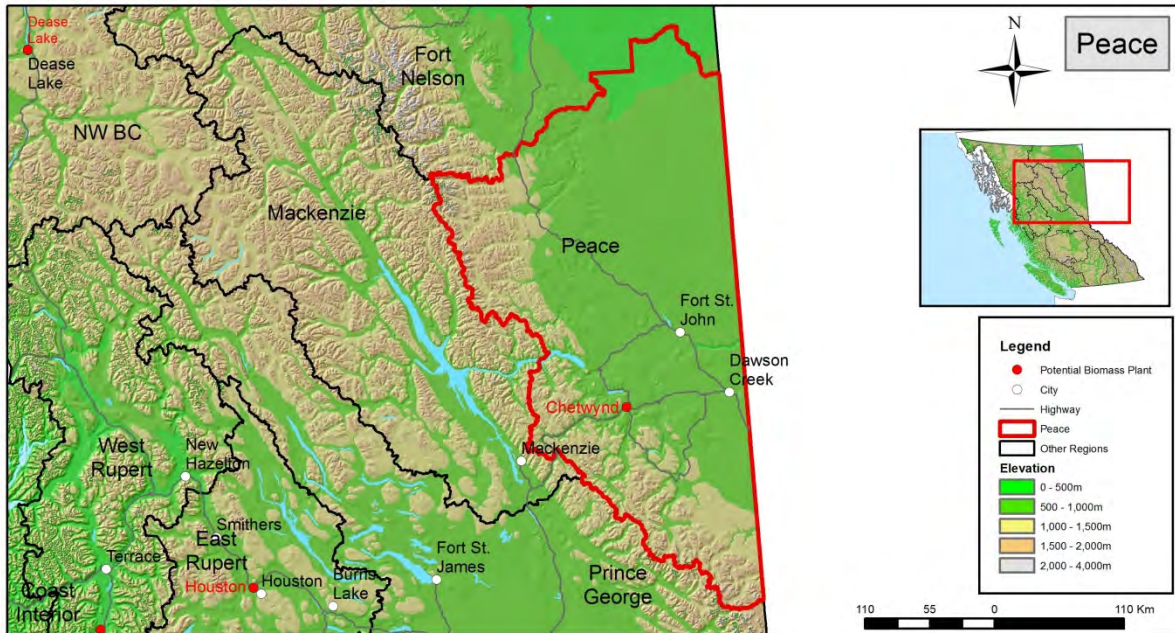 Dease
Lake
Dease
Lake
Fort
Nelson
NW BC
Mackenzie
Peace
Fort St.
John
Dawson
Creek
Chetwynd
Mackenzie
West
Rupert
New
Hazelton
Smithers
East
Rupert
Terrace
Houston
Houston
Burns
Lake
Fort St.
James
Prince
George
Coast
Interior
N
Peace
Legend
Potential Biomass Plant
City
Highway
Peace
Other Regions
Elevation
0 - 500m
500 - 1,000m
1,000 - 1,500m
1,500 - 2,000m
2,000 - 4,000m
110 55 0 110 Km